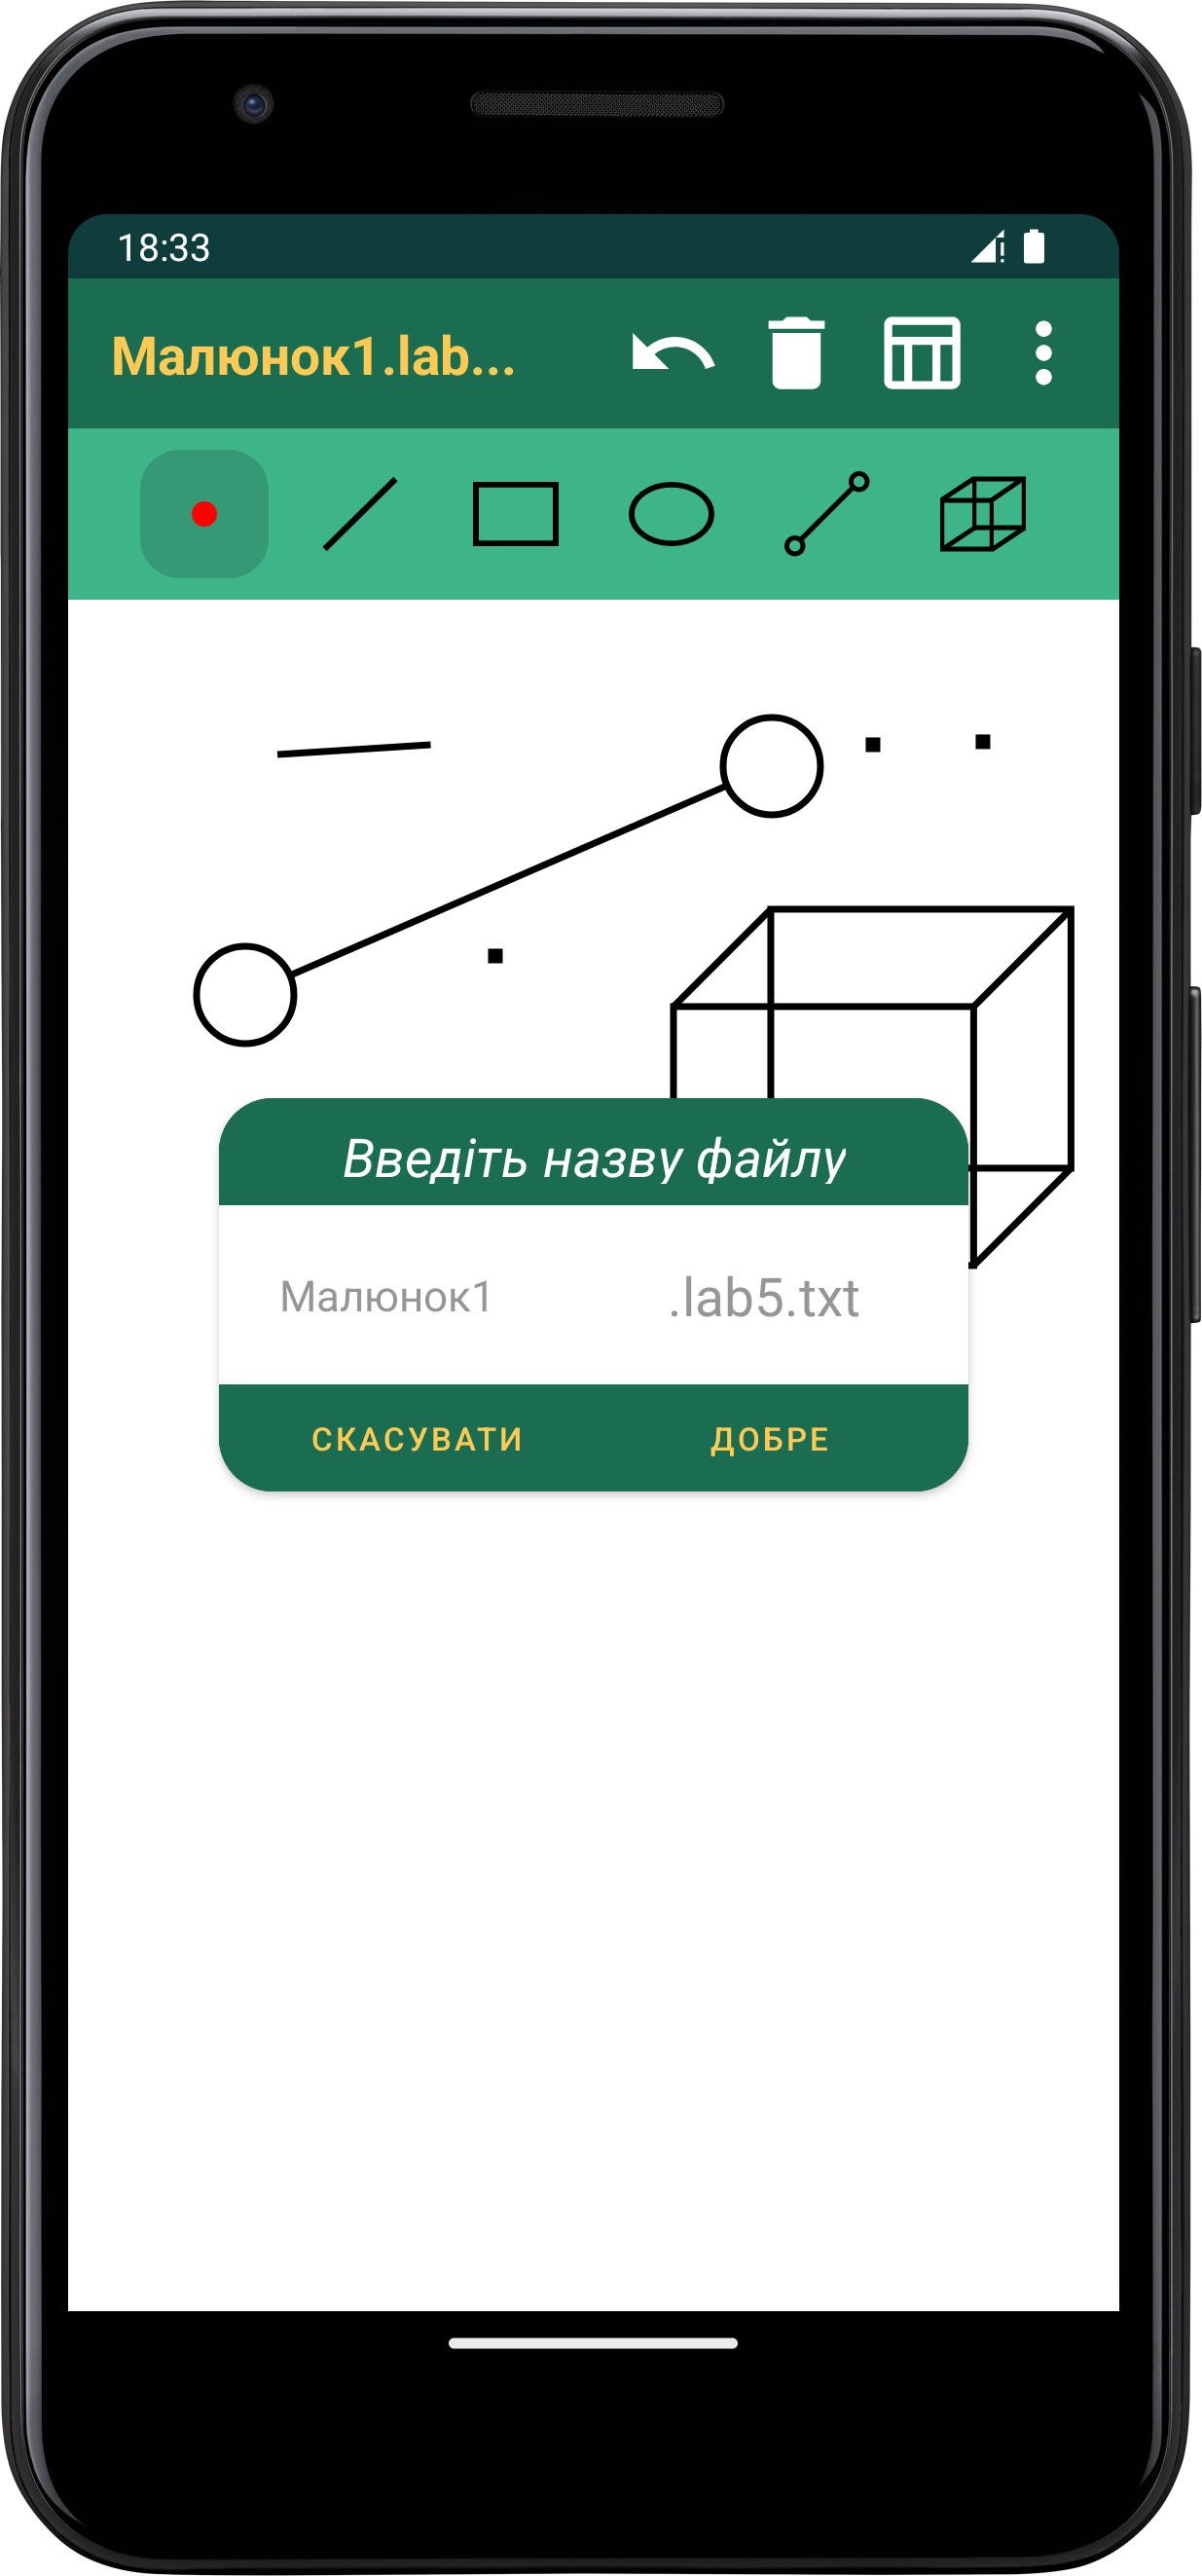 18:33
Малюнок1.lab...
Введіть назву файлу
Малюнок1 .lab5.txt
СКАСУВАТИ ДОБРЕ